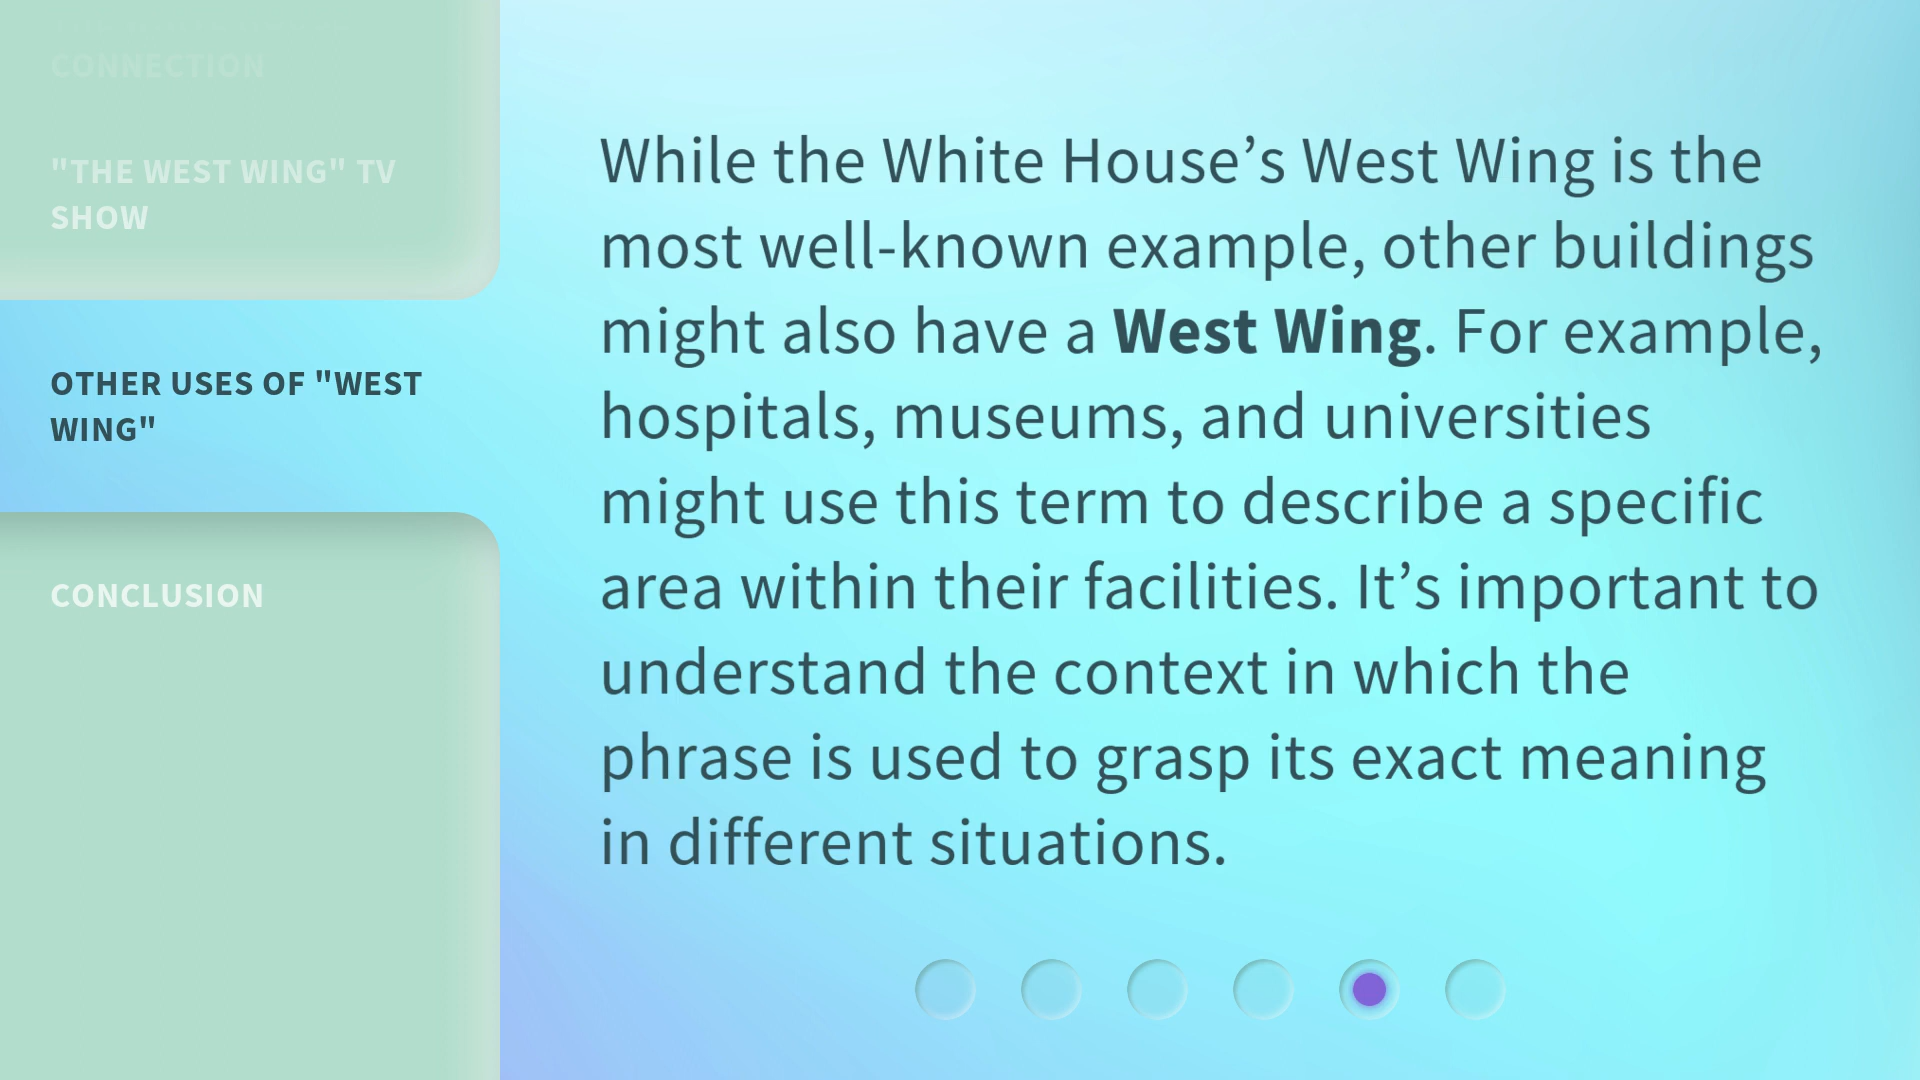 CONNECTION
"THE WEST WING" TV
SHOW
OTHER USES OF "WEST
WING"
CONCLUSION
While the White House’s West Wing is the
most well-known example, other buildings
might also have a West Wing. For example,
hospitals, museums, and universities
might use this term to describe a specific
area within their facilities. It’s important to
understand the context in which the
phrase is used to grasp its exact meaning
in different situations.